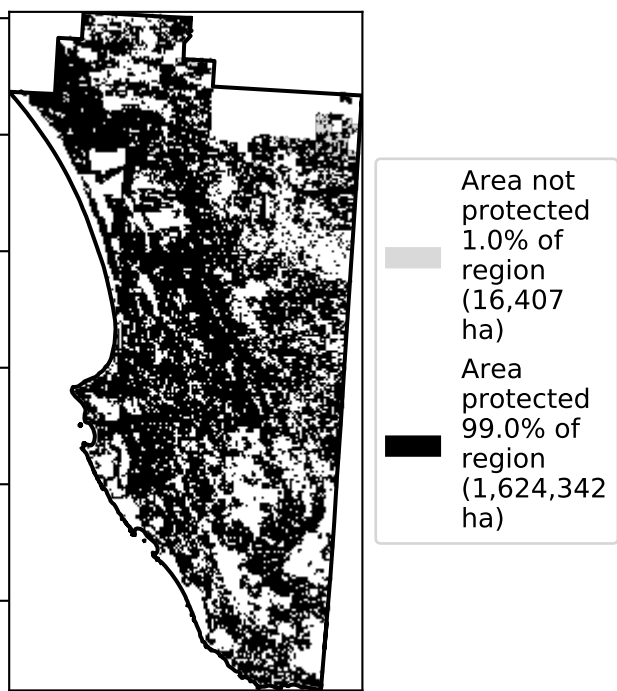 Area not
protected
1.0% of
region
(16,407
ha)
Area
protected
99.0% of
region
(1,624,342
ha)